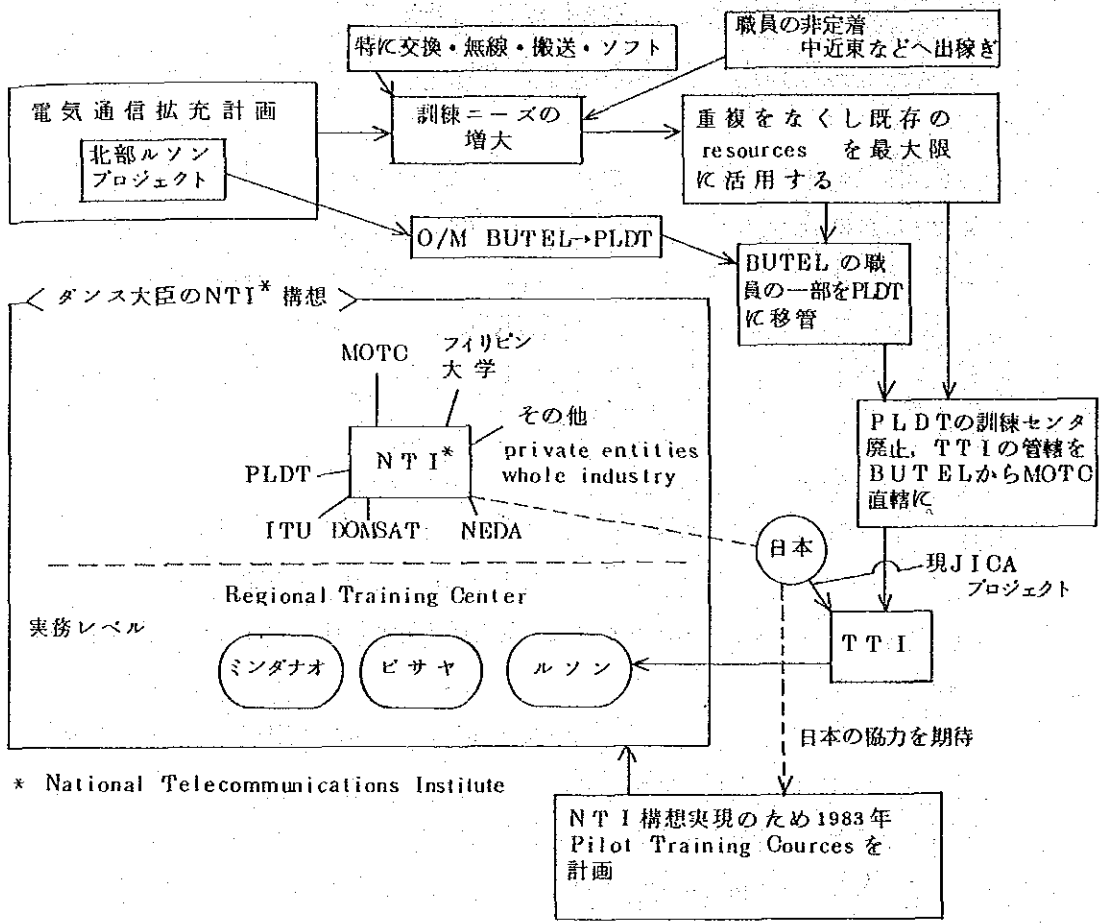 特に交換・無線・搬送・ソフト
職員の非定着
中近東などへ出稼ぎ
電気通信拡充計画
北部ルソン
プロジェクト
訓練ニーズの
増大
重複をなくし既存の
resources を最大限
に活用する
O/M BUTEL→PLDT
BUTELの職
員の一部をPLDT
に移管
ダンス大臣のNTI* 構想
MOTC
フィリピン
大学
その他
private entities
whole industry
NTI*
PLDT
ITU DOMSAT NEDA
PLDTの訓練センタ
廃止，TTIの管轄を
BUTELからMOTC
直轄に
日本
現JICA
プロジェクト
Regional Training Center
実務レベル
ミンダナオ
ビサヤ
ルソン
TTI
日本の協力を期待
* National Telecommunications Institute
NTI構想実現のため1983年
Pilot Training Cources を
計画